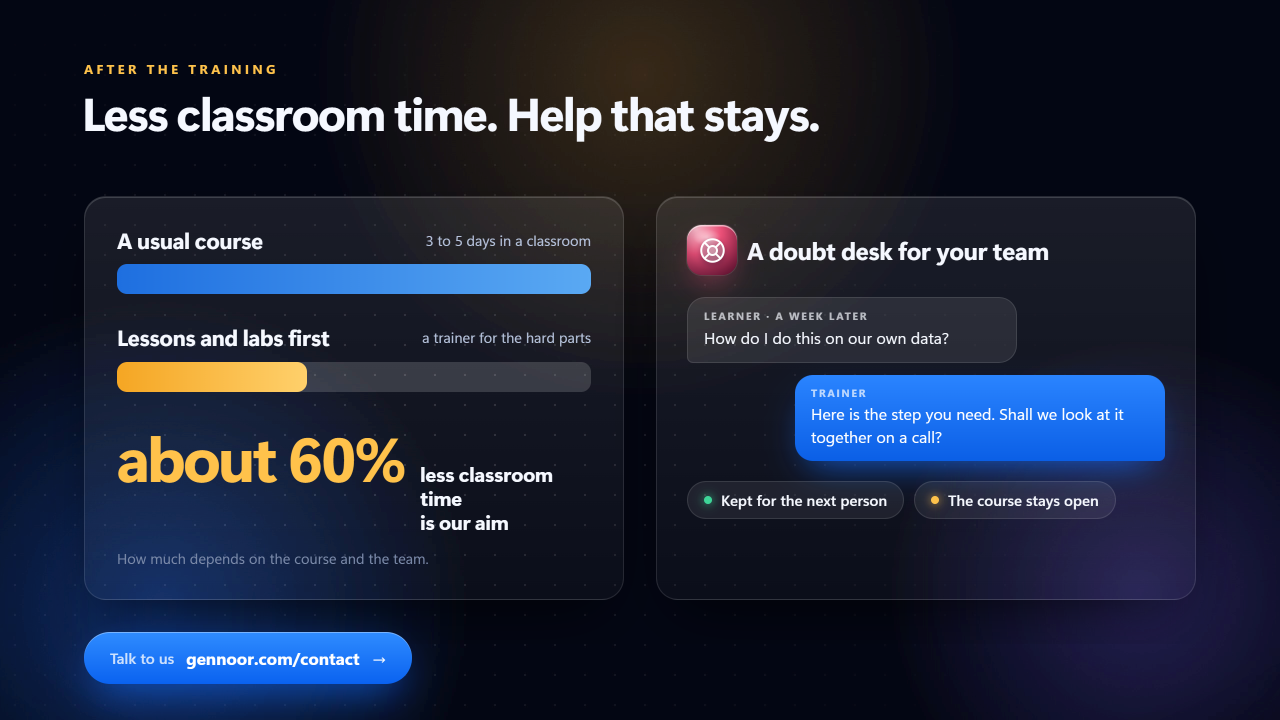 AFTER THE TRAINING
Less classroom time. Help that stays.
A usual course
3 to 5 days in a classroom
Lessons and labs first
a trainer for the hard parts
about 60%
less classroom
time
is our aim
How much depends on the course and the team.
A doubt desk for your team
LEARNER · A WEEK LATER
How do I do this on our own data?
TRAINER
Here is the step you need. Shall we look at it
together on a call?
Kept for the next person
The course stays open
Talk to us gennoor.com/contact →